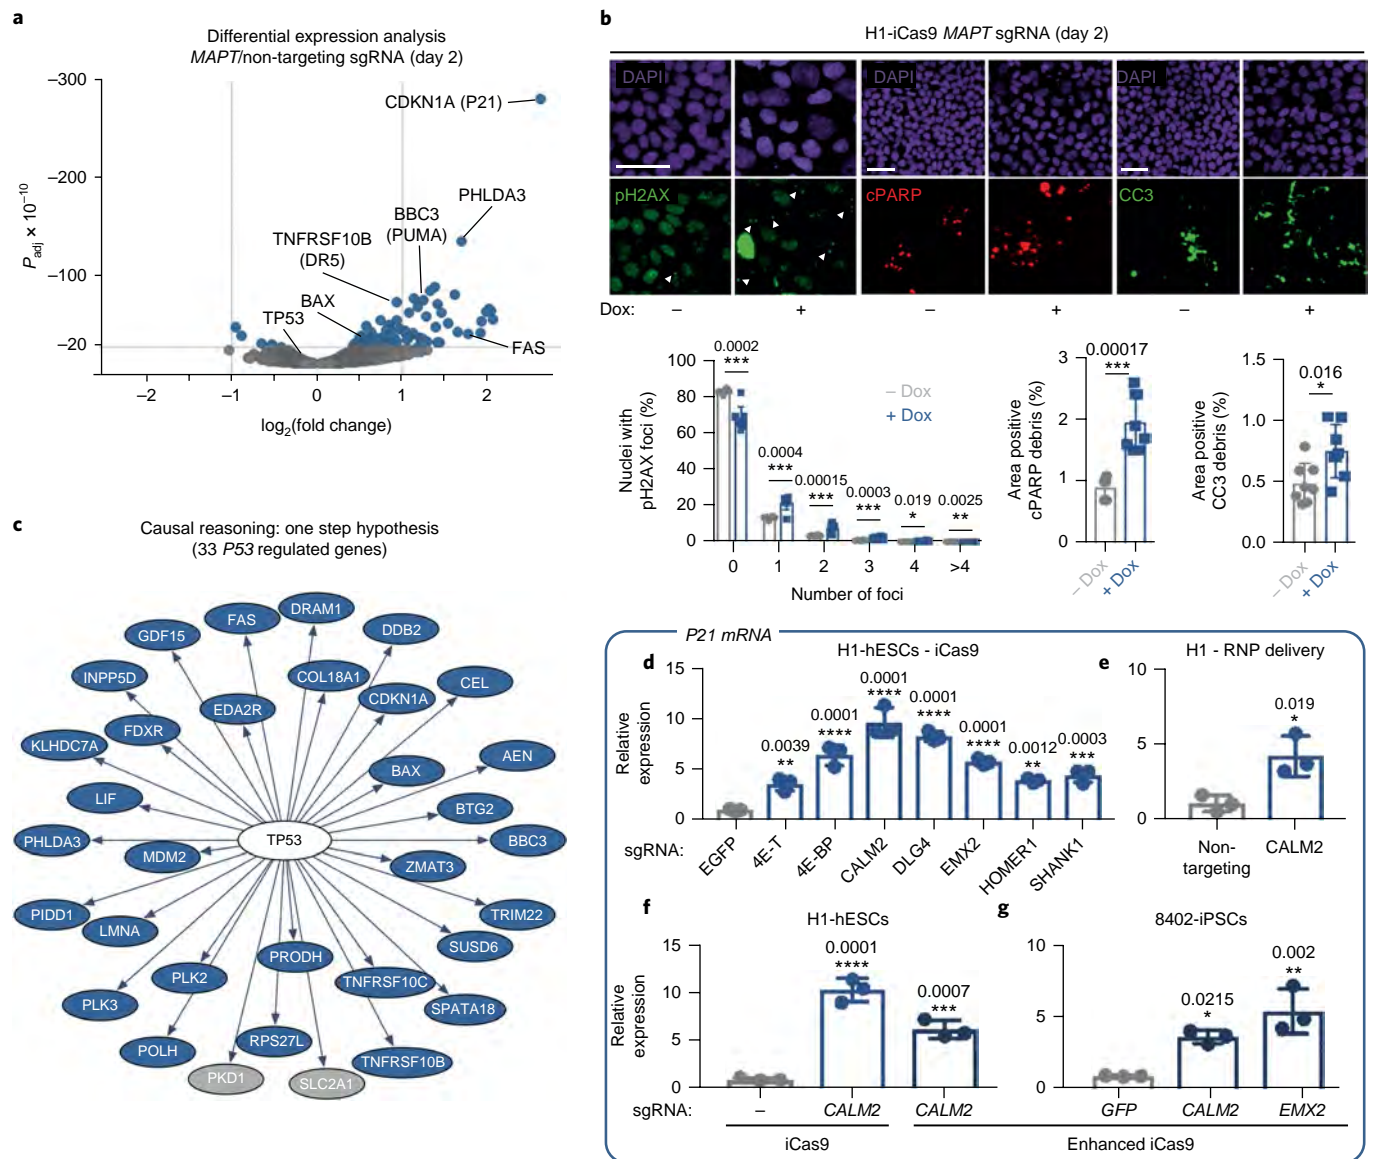 a
Differential expression analysis
MAPT/non-targeting sgRNA (day 2)
–300
–200
–100
–20
P adj × 10⁻¹⁰
CDKN1A (P21)
PHLDA3
BBC3
(PUMA)
TNFRSF10B
(DR5)
BAX
TP53
FAS
–2
–1
0
1
2
log₂(fold change)
b
H1-iCas9 MAPT sgRNA (day 2)
DAPI
DAPI
DAPI
pH2AX
cPARP
CC3
Dox: – + – + – +
Nuclei with
pH2AX foci (%)
100
80
60
40
20
0
0.0002
***
0.0004
***
0.00015
***
0.0003
***
0.019
*
0.0025
**
– Dox
+ Dox
0 1 2 3 4 >4
Number of foci
Area positive
cPARP debris (%)
3
2
1
0
0.00017
***
– Dox
+ Dox
Area positive
CC3 debris (%)
1.5
1.0
0.5
0.0
0.016
*
– Dox
+ Dox
c
Causal reasoning: one step hypothesis
(33 P53 regulated genes)
DRAM1
FAS
DDB2
GDF15
COL18A1
CEL
INPP5D
CDKN1A
EDA2R
FDXR
KLHDC7A
AEN
BAX
LIF
BTG2
PHLDA3
TP53
BBC3
MDM2
ZMAT3
PIDD1
TRIM22
LMNA
SUSD6
PRODH
PLK2
TNFRSF10C
PLK3
SPATA18
RPS27L
POLH
TNFRSF10B
PKD1
SLC2A1
P21 mRNA
d
H1-hESCs - iCas9
Relative
expression
15
10
5
0
0.0039
**
0.0001
****
0.0001
****
0.0001
****
0.0001
****
0.0012
**
0.0003
***
sgRNA:
EGFP
4E-T
4E-BP
CALM2
DLG4
EMX2
HOMER1
SHANK1
e
H1 - RNP delivery
10
5
0
0.019
*
Non-
targeting
CALM2
f
H1-hESCs
Relative
expression
15
10
5
0
0.0001
****
0.0007
***
sgRNA: – CALM2 CALM2
iCas9
g
8402-iPSCs
10
5
0
0.0215
*
0.002
**
GFP CALM2 EMX2
Enhanced iCas9